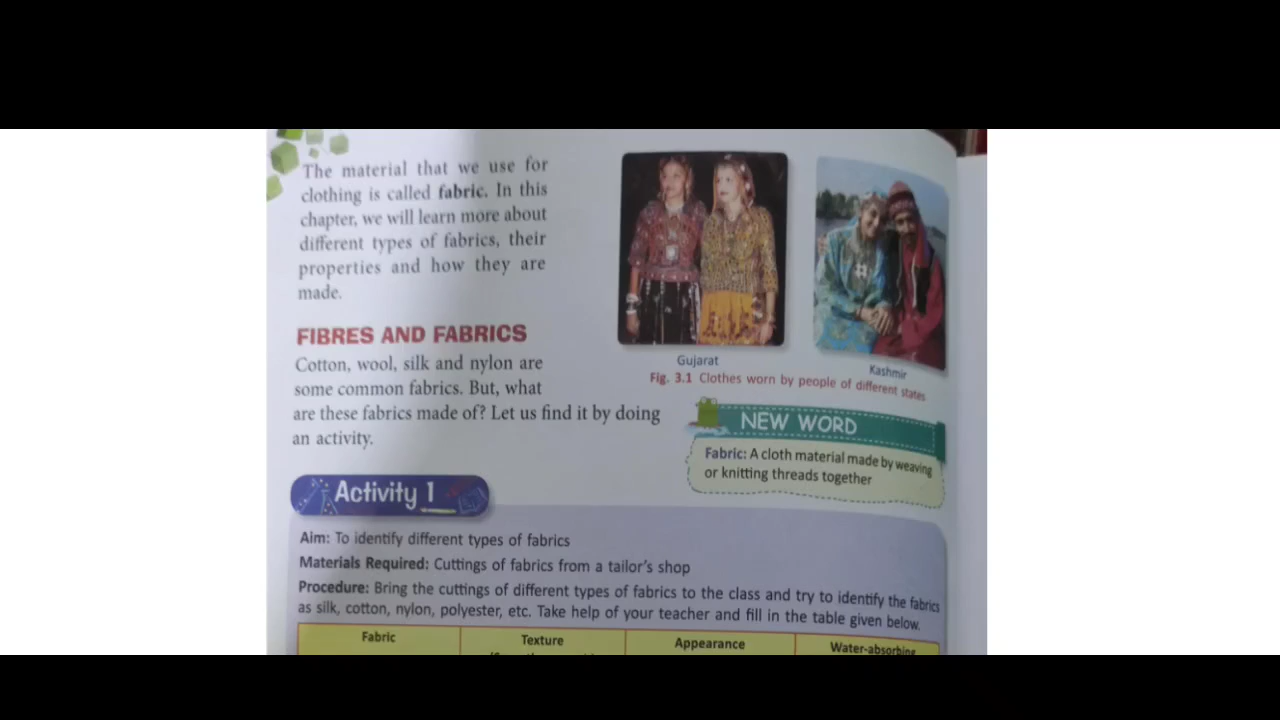 The material that we use for
clothing is called fabric. In this
chapter, we will learn more about
different types of fabrics, their
properties and how they are
made.
FIBRES AND FABRICS
Cotton, wool, silk and nylon are
some common fabrics. But, what
are these fabrics made of? Let us find it by doing
an activity.
Gujarat
Kashmir
Fig. 3.1 Clothes worn by people of different states
NEW WORD
Fabric: A cloth material made by weaving
or knitting threads together
Activity 1
Aim: To identify different types of fabrics
Materials Required: Cuttings of fabrics from a tailor's shop
Procedure: Bring the cuttings of different types of fabrics to the class and try to identify the fabrics
as silk, cotton, nylon, polyester, etc. Take help of your teacher and fill in the table given below.
Fabric Texture Appearance Water-absorbing